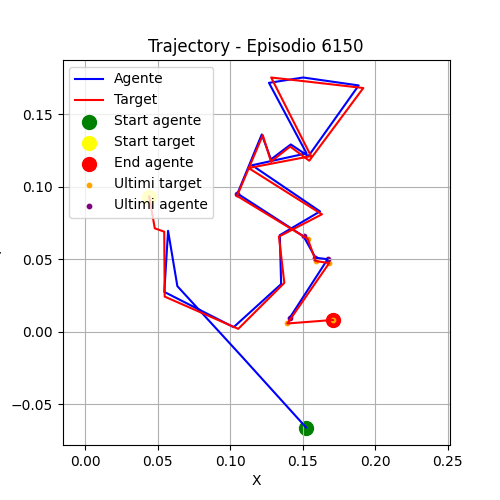 Trajectory - Episodio 6150
Agente
Target
Start agente
Start target
End agente
Ultimi target
Ultimi agente
0.15
0.10
0.05
0.00
−0.05
0.00 0.05 0.10 0.15 0.20 0.25
X